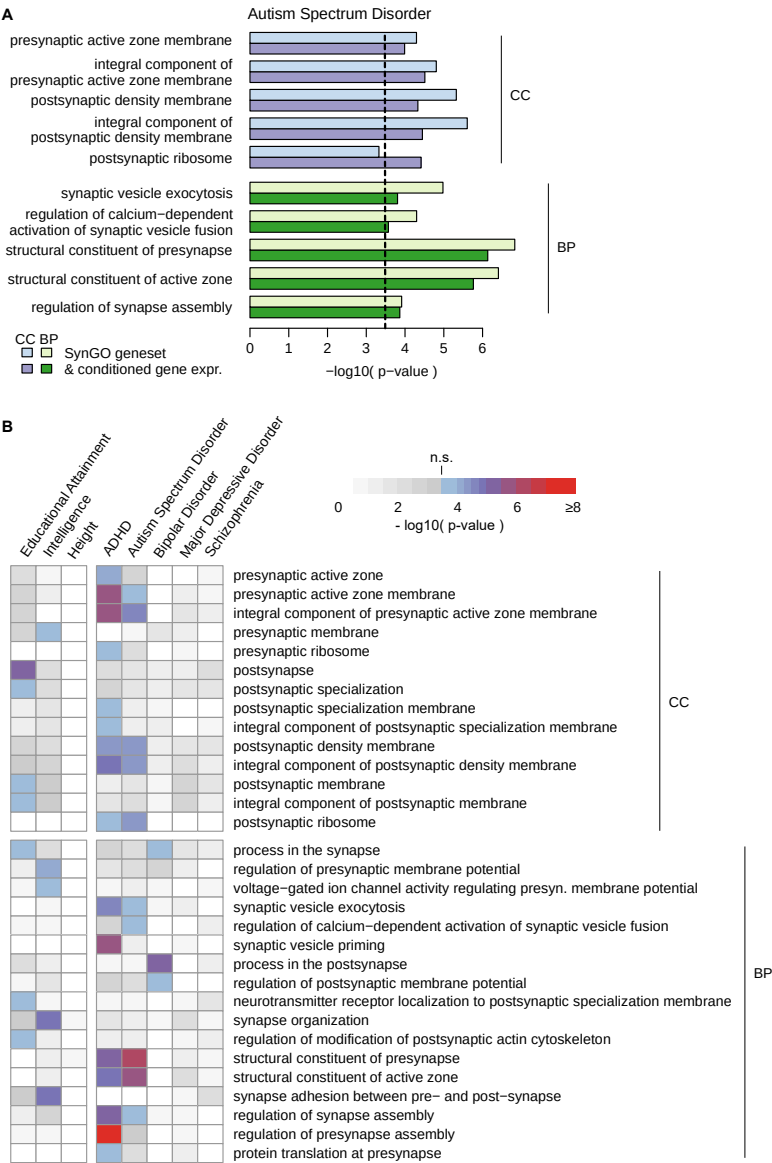 A
Autism Spectrum Disorder
presynaptic active zone membrane
integral component of
presynaptic active zone membrane
postsynaptic density membrane
integral component of
postsynaptic density membrane
postsynaptic ribosome
CC
synaptic vesicle exocytosis
regulation of calcium−dependent
activation of synaptic vesicle fusion
structural constituent of presynapse
structural constituent of active zone
regulation of synapse assembly
BP
0 1 2 3 4 5 6
−log10( p−value )
CC BP
SynGO geneset
& conditioned gene expr.
B
Educational Attainment
Intelligence
Height
ADHD
Autism Spectrum Disorder
Bipolar Disorder
Major Depressive Disorder
Schizophrenia
n.s.
0 2 4 6 ≥8
- log10( p-value )
presynaptic active zone
presynaptic active zone membrane
integral component of presynaptic active zone membrane
presynaptic membrane
presynaptic ribosome
postsynapse
postsynaptic specialization
postsynaptic specialization membrane
integral component of postsynaptic specialization membrane
postsynaptic density membrane
integral component of postsynaptic density membrane
postsynaptic membrane
integral component of postsynaptic membrane
postsynaptic ribosome
CC
process in the synapse
regulation of presynaptic membrane potential
voltage−gated ion channel activity regulating presyn. membrane potential
synaptic vesicle exocytosis
regulation of calcium−dependent activation of synaptic vesicle fusion
synaptic vesicle priming
process in the postsynapse
regulation of postsynaptic membrane potential
neurotransmitter receptor localization to postsynaptic specialization membrane
synapse organization
regulation of modification of postsynaptic actin cytoskeleton
structural constituent of presynapse
structural constituent of active zone
synapse adhesion between pre− and post−synapse
regulation of synapse assembly
regulation of presynapse assembly
protein translation at presynapse
BP